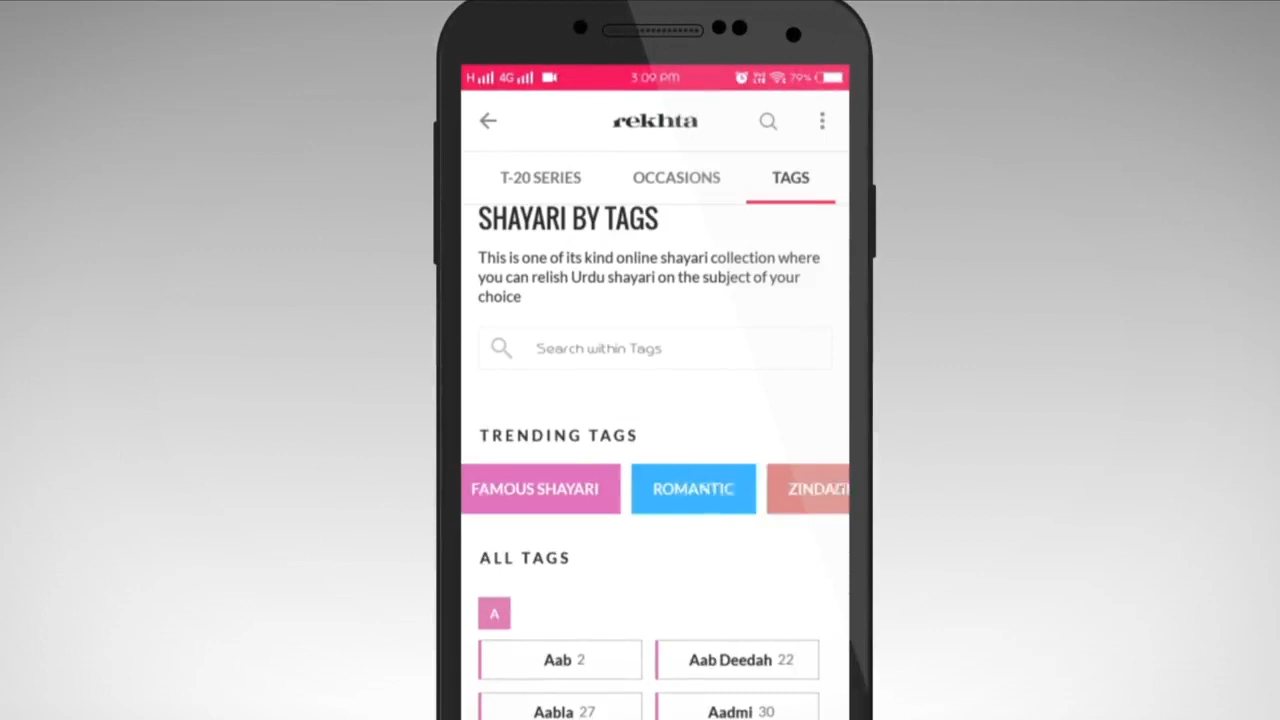 H 4G 3:09 PM 79%
rekhta
T-20 SERIES OCCASIONS TAGS
SHAYARI BY TAGS
This is one of its kind online shayari collection where
you can relish Urdu shayari on the subject of your
choice
Search within Tags
TRENDING TAGS
FAMOUS SHAYARI ROMANTIC
ALL TAGS
A
Aab 2 Aab Deedah 22
Aabla 27 Aadmi 30